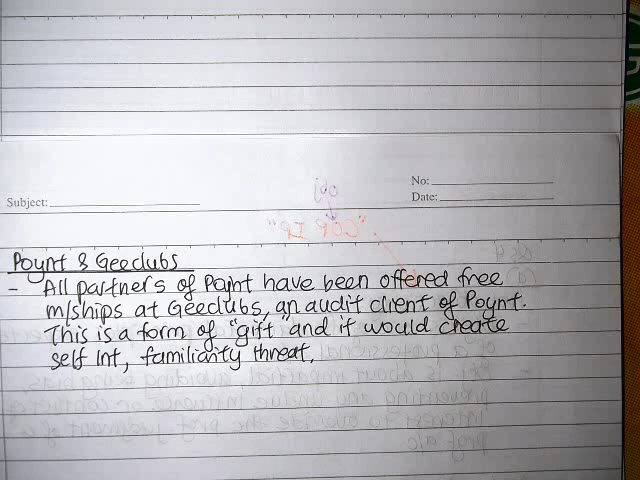 No:
Subject:
Date:
Poynt & Geeclubs
- All partners of Poynt have been offered free
m/ships at Geeclubs, an audit client of Poynt.
This is a form of "gift" and it would create
self int, familiarity threat.